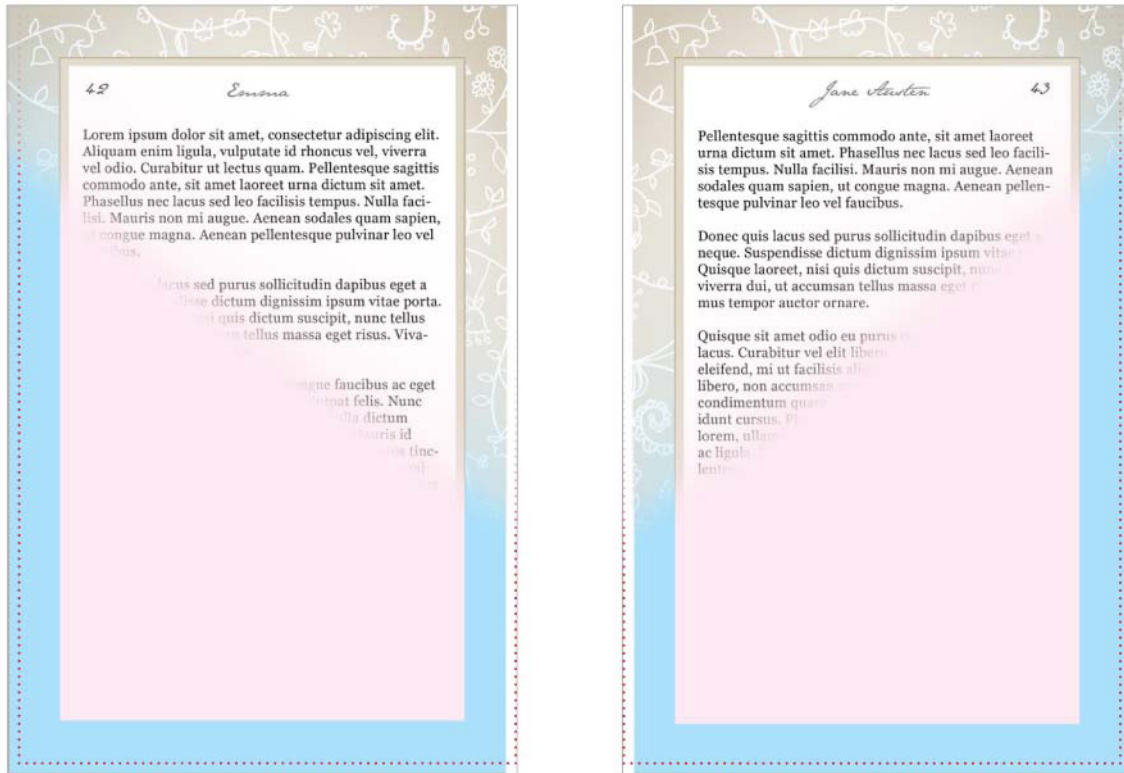 42 Emma
Lorem ipsum dolor sit amet, consectetur adipiscing elit.
Aliquam enim ligula, vulputate id rhoncus vel, viverra
vel odio. Curabitur ut lectus quam. Pellentesque sagittis
commodo ante, sit amet laoreet urna dictum sit amet.
Phasellus nec lacus sed leo facilisis tempus. Nulla faci-
lisi. Mauris non mi augue. Aenean sodales quam sapien,
congue magna. Aenean pellentesque pulvinar leo vel
lacus sed purus sollicitudin dapibus eget a
dictum dignissim ipsum vitae porta.
quis dictum suscipit, nunc tellus
tellus massa eget risus. Viva-
faucibus ac eget
felis. Nunc
dictum
Mauris id
tinc-
Jane Austen 43
Pellentesque sagittis commodo ante, sit amet laoreet
urna dictum sit amet. Phasellus nec lacus sed leo facili-
sis tempus. Nulla facilisi. Mauris non mi augue. Aenean
sodales quam sapien, ut congue magna. Aenean pellen-
tesque pulvinar leo vel faucibus.
Donec quis lacus sed purus sollicitudin dapibus eget
neque. Suspendisse dictum dignissim ipsum vitae
Quisque laoreet, nisi quis dictum suscipit,
viverra dui, ut accumsan tellus massa eget
mus tempor auctor ornare.
Quisque sit amet odio eu purus
lacus. Curabitur vel elit libero
eleifend, mi ut facilisis
libero, non accumsan
condimentum
idunt cursus.
lorem,
ac ligula